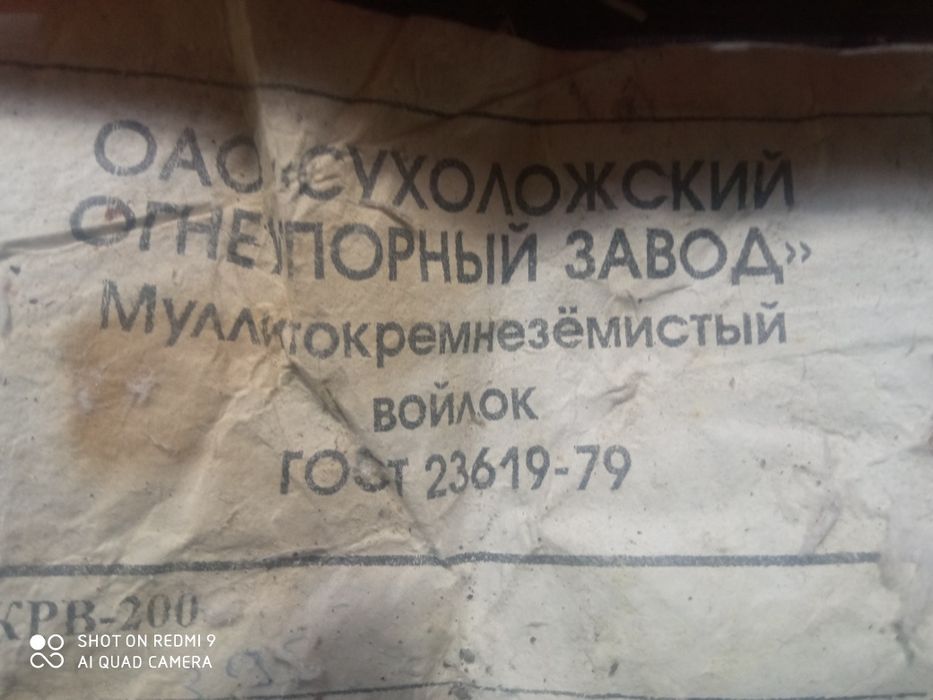 ОАО «СУХОЛОЖСКИЙ
ОГНЕУПОРНЫЙ ЗАВОД»
Муллитокремнезёмистый
войлок
ГОСТ 23619-79
КРВ-200
SHOT ON REDMI 9
AI QUAD CAMERA